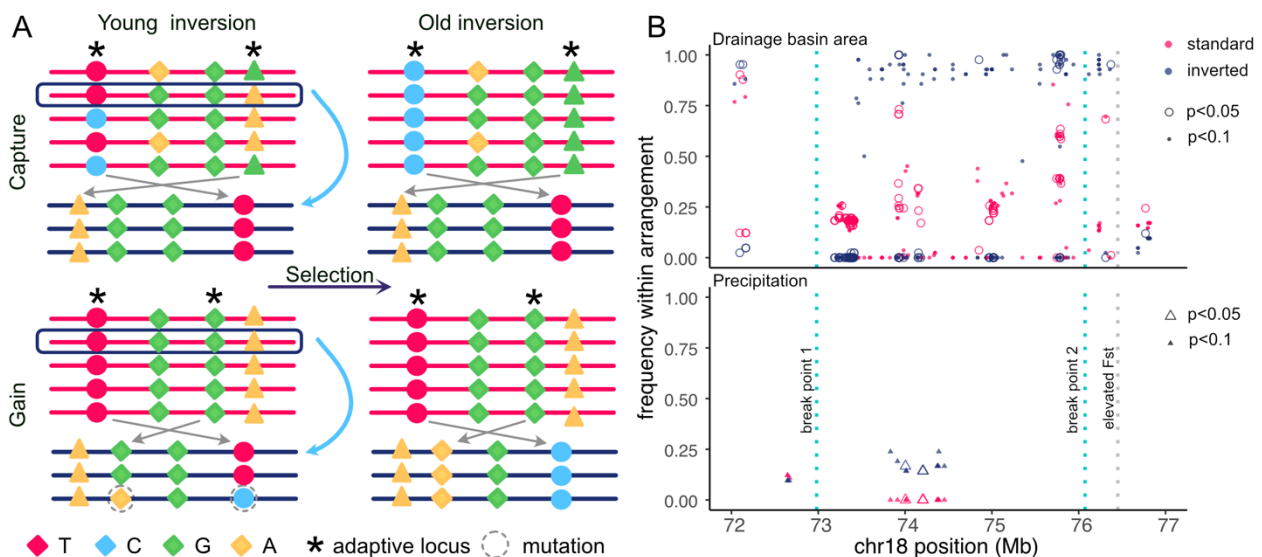 A
Young inversion
Old inversion
* *
* *
Capture
Selection
* *
* *
Gain
T C G A * adaptive locus mutation
B
Drainage basin area
1.00
0.75
0.50
0.25
0.00
standard
inverted
p<0.05
p<0.1
frequency within arrangement
Precipitation
1.00
0.75
0.50
0.25
0.00
break point 1
break point 2
elevated Fst
p<0.05
p<0.1
72 73 74 75 76 77
chr18 position (Mb)